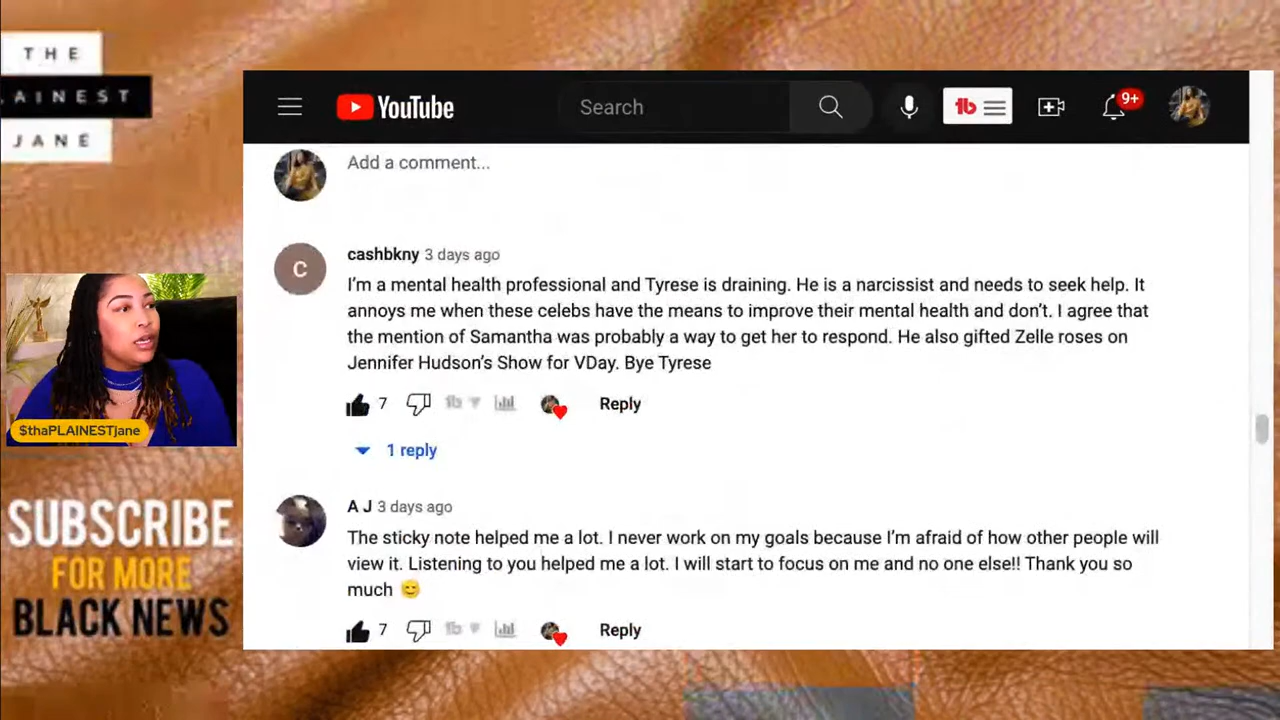 THE
LAINEST
JANE
YouTube
Search
tb
9+
Add a comment...
C
cashbkny 3 days ago
I'm a mental health professional and Tyrese is draining. He is a narcissist and needs to seek help. It
annoys me when these celebs have the means to improve their mental health and don't. I agree that
the mention of Samantha was probably a way to get her to respond. He also gifted Zelle roses on
Jennifer Hudson's Show for VDay. Bye Tyrese
7
tb
Reply
1 reply
A J 3 days ago
The sticky note helped me a lot. I never work on my goals because I'm afraid of how other people will
view it. Listening to you helped me a lot. I will start to focus on me and no one else!! Thank you so
much 😊
7
tb
Reply
$thaPLAINESTjane
SUBSCRIBE
FOR MORE
BLACK NEWS